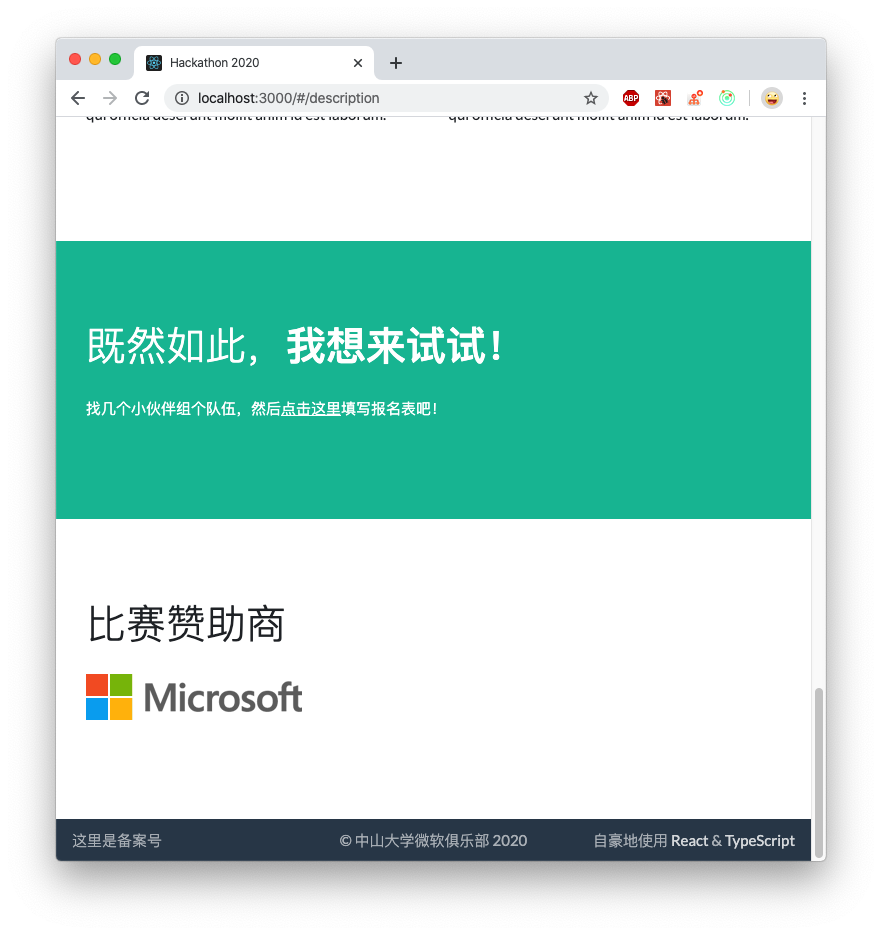 Hackathon 2020
localhost:3000/#/description
ABP
qui officia deserunt mollit anim id est laborum.
qui officia deserunt mollit anim id est laborum.
既然如此，我想来试试！
找几个小伙伴组个队伍，然后点击这里填写报名表吧！
比赛赞助商
Microsoft
这里是备案号
© 中山大学微软俱乐部 2020
自豪地使用 React & TypeScript